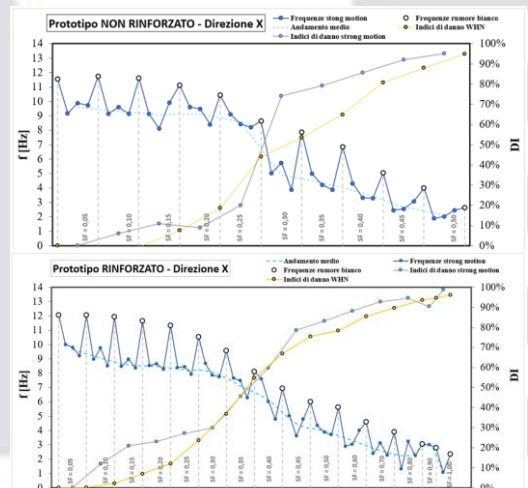 Prototipo NON RINFORZATO - Direzione X
Frequenze stong motion
Frequenze rumore bianco
Andamento medio
Indici di danno WHN
Indici di danno strong motion
f [Hz]
14
13
12
11
10
9
8
7
6
5
4
3
2
1
0
SF = 0,05
SF = 0,10
SF = 0,15
SF = 0,20
SF = 0,25
SF = 0,30
SF = 0,35
SF = 0,40
SF = 0,45
SF = 0,50
100%
90%
80%
70%
60%
50%
40%
30%
20%
10%
0%
DI
Prototipo RINFORZATO - Direzione X
Andamento medio
Frequenze strong motion
Frequenze rumore bianco
Indici di danno strong motion
Indici di danno WHN
f [Hz]
14
13
12
11
10
9
8
7
6
5
4
3
2
1
0
SF = 0,05
SF = 0,10
SF = 0,15
SF = 0,20
SF = 0,25
SF = 0,30
SF = 0,35
SF = 0,40
SF = 0,45
SF = 0,50
SF = 0,60
SF = 0,70
SF = 0,80
SF = 0,90
SF = 1,00
100%
90%
80%
70%
60%
50%
40%
30%
20%
10%
0%
DI